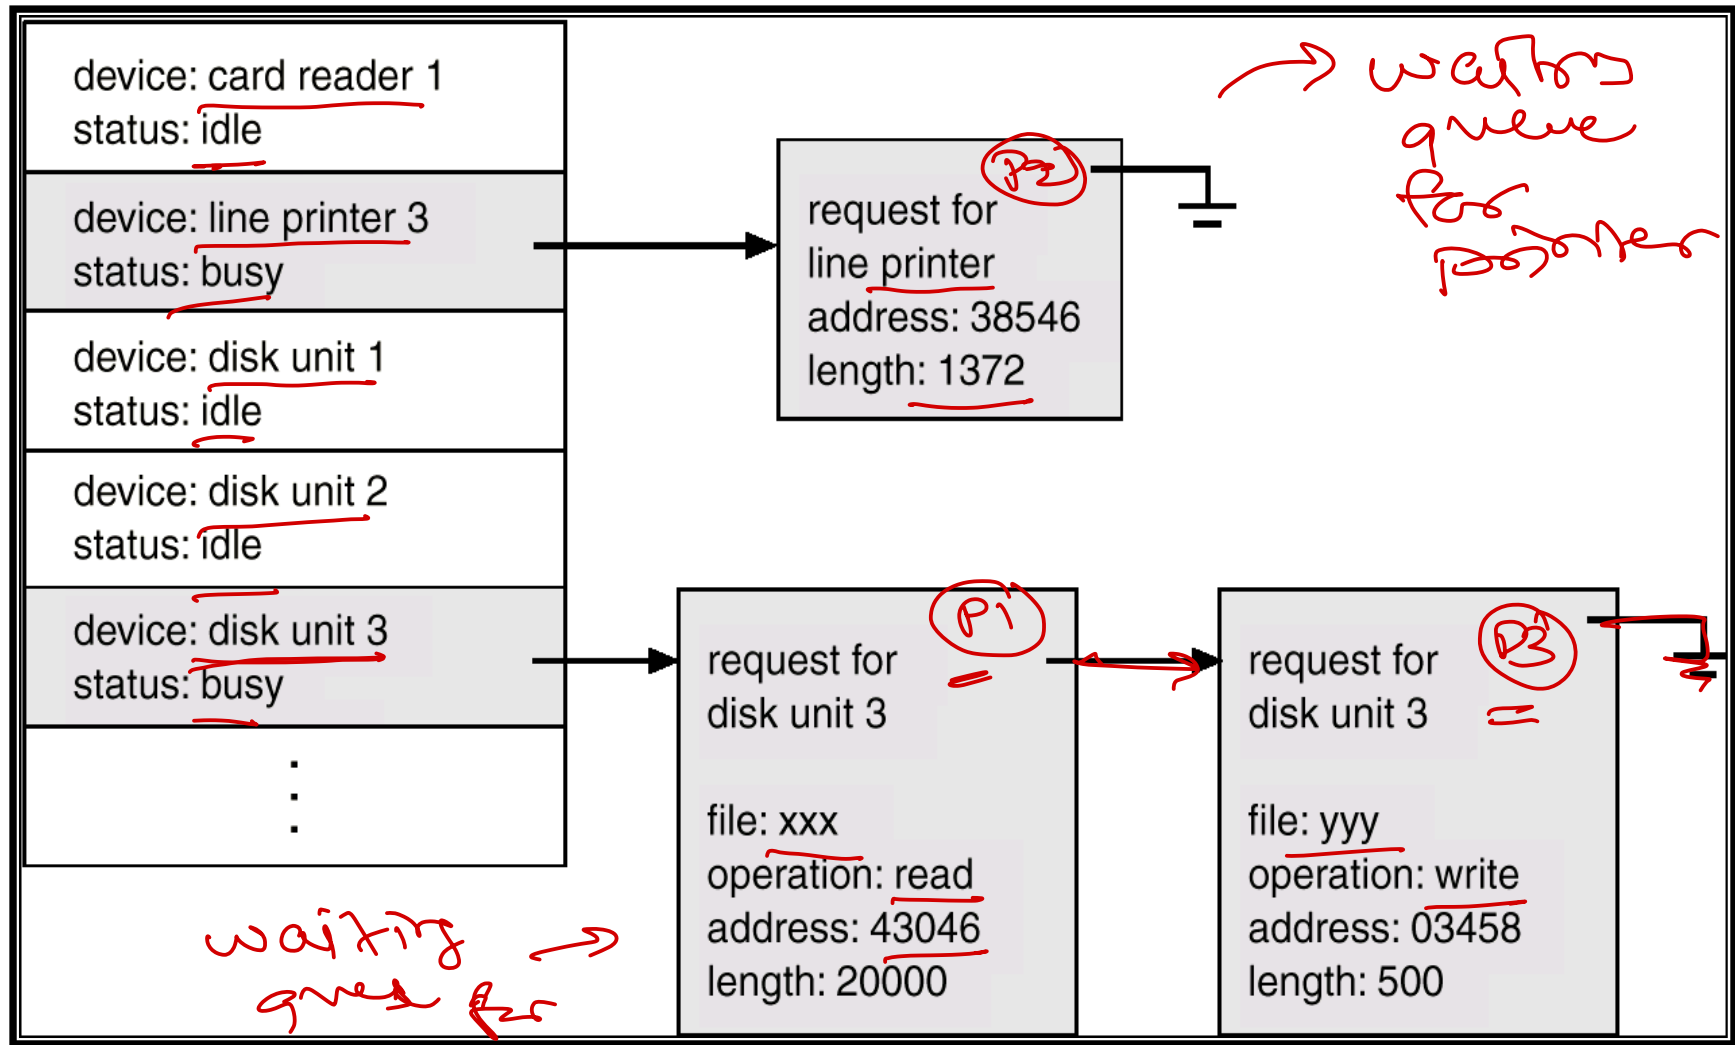 device: card reader 1
status: idle
device: line printer 3
status: busy
device: disk unit 1
status: idle
device: disk unit 2
status: idle
device: disk unit 3
status: busy
P2
request for
line printer
address: 38546
length: 1372
queue
for
printer
P1
request for
disk unit 3
file: xxx
operation: read
address: 43046
length: 20000
P3
request for
disk unit 3
file: yyy
operation: write
address: 03458
length: 500
waiting
for